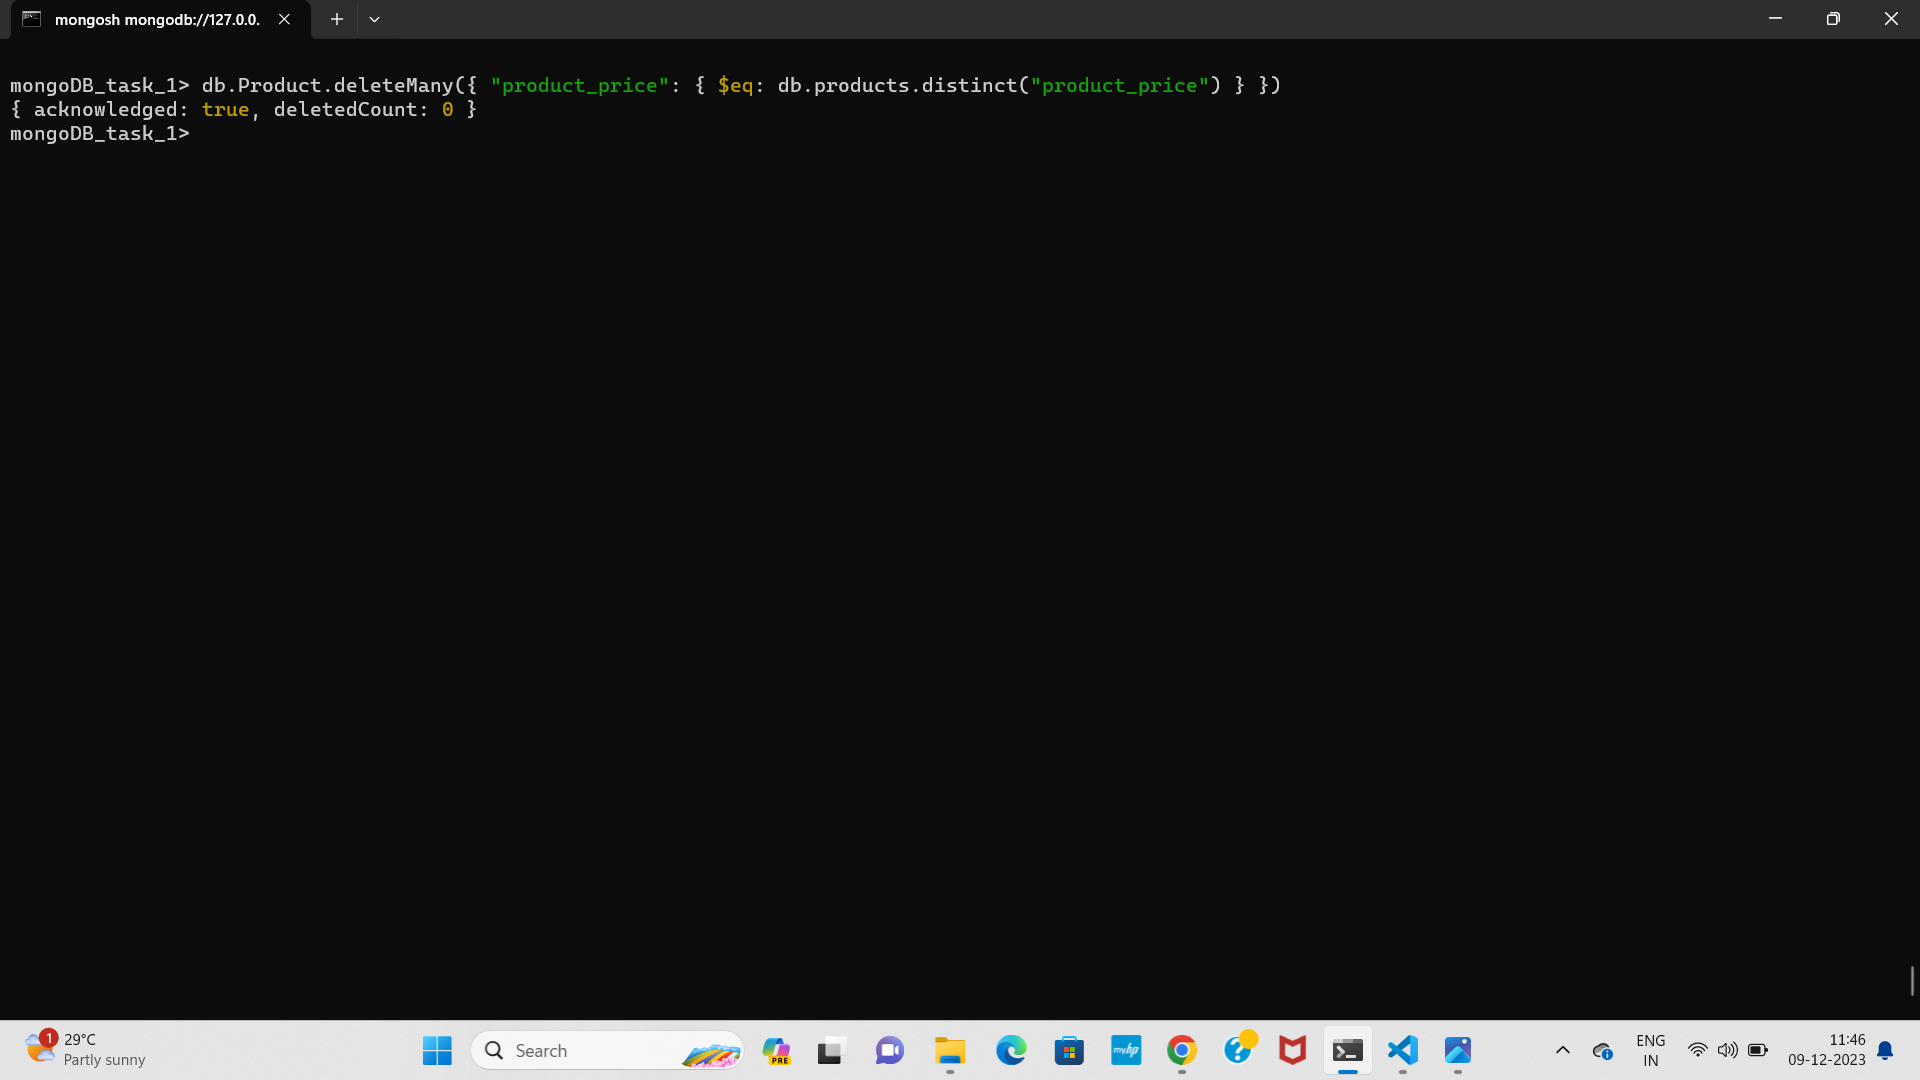 mongosh mongodb://127.0.0.
mongoDB_task_1> db.Product.deleteMany({ "product_price": { $eq: db.products.distinct("product_price") } })
{ acknowledged: true, deletedCount: 0 }
mongoDB_task_1>
1
29°C
Partly sunny
Search
PRE
myhp
ENG
IN
11:46
09-12-2023